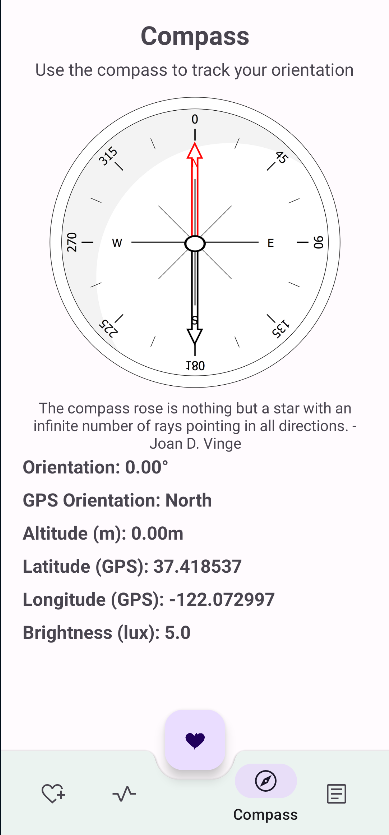 Compass
Use the compass to track your orientation
0
315
45
270
W
E
90
S
225
135
180
The compass rose is nothing but a star with an
infinite number of rays pointing in all directions. -
Joan D. Vinge
Orientation: 0.00°
GPS Orientation: North
Altitude (m): 0.00m
Latitude (GPS): 37.418537
Longitude (GPS): -122.072997
Brightness (lux): 5.0
Compass